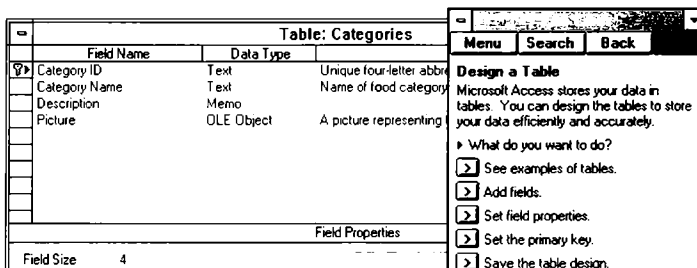 Table: Categories
Field Name Data Type
Category ID Text Unique four-letter abbre
Category Name Text Name of food category
Description Memo
Picture OLE Object A picture representing
Field Properties
Field Size 4
Menu Search Back
Design a Table
Microsoft Access stores your data in
tables. You can design the tables to store
your data efficiently and accurately.
What do you want to do?
See examples of tables.
Add fields.
Set field properties.
Set the primary key.
Save the table design.